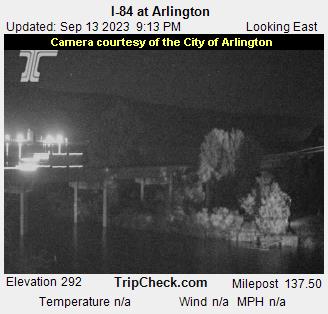 I-84 at Arlington
Updated: Sep 13 2023 9:13 PM Looking East
Camera courtesy of the City of Arlington
Elevation 292 TripCheck.com Milepost 137.50
Temperature n/a Wind n/a MPH n/a